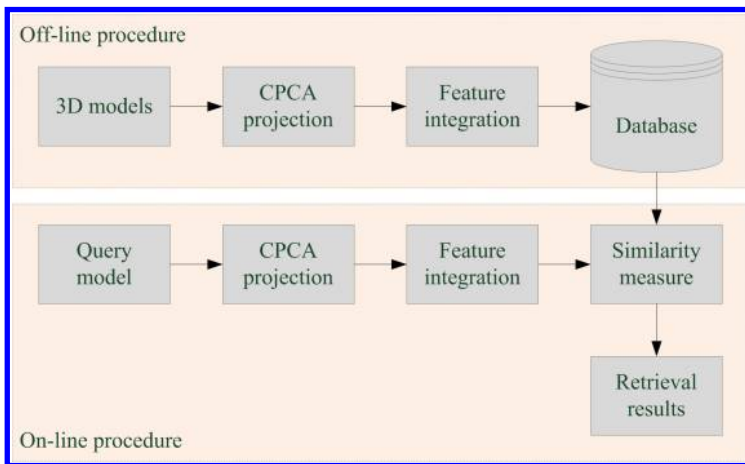 Off-line procedure
3D models
CPCA
projection
Feature
integration
Database
Query
model
CPCA
projection
Feature
integration
Similarity
measure
Retrieval
results
On-line procedure